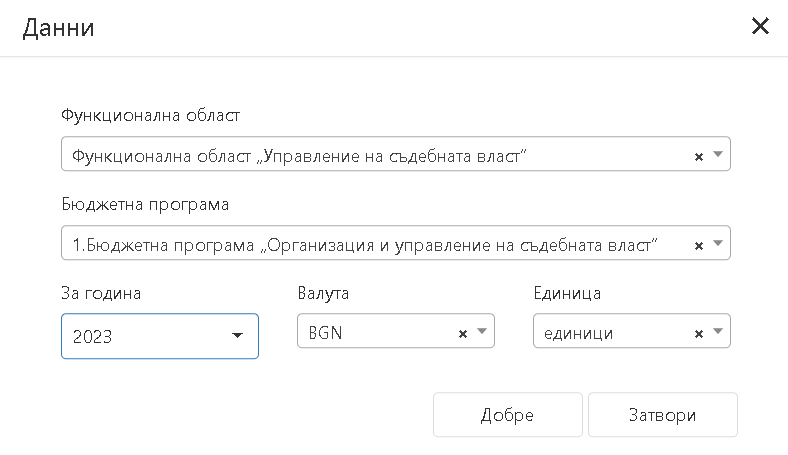 Данни
Функционална област
Функционална област „Управление на съдебната власт“
Бюджетна програма
1.Бюджетна програма „Организация и управление на съдебната власт“
За година Валута Единица
2023 BGN единици
Добре Затвори